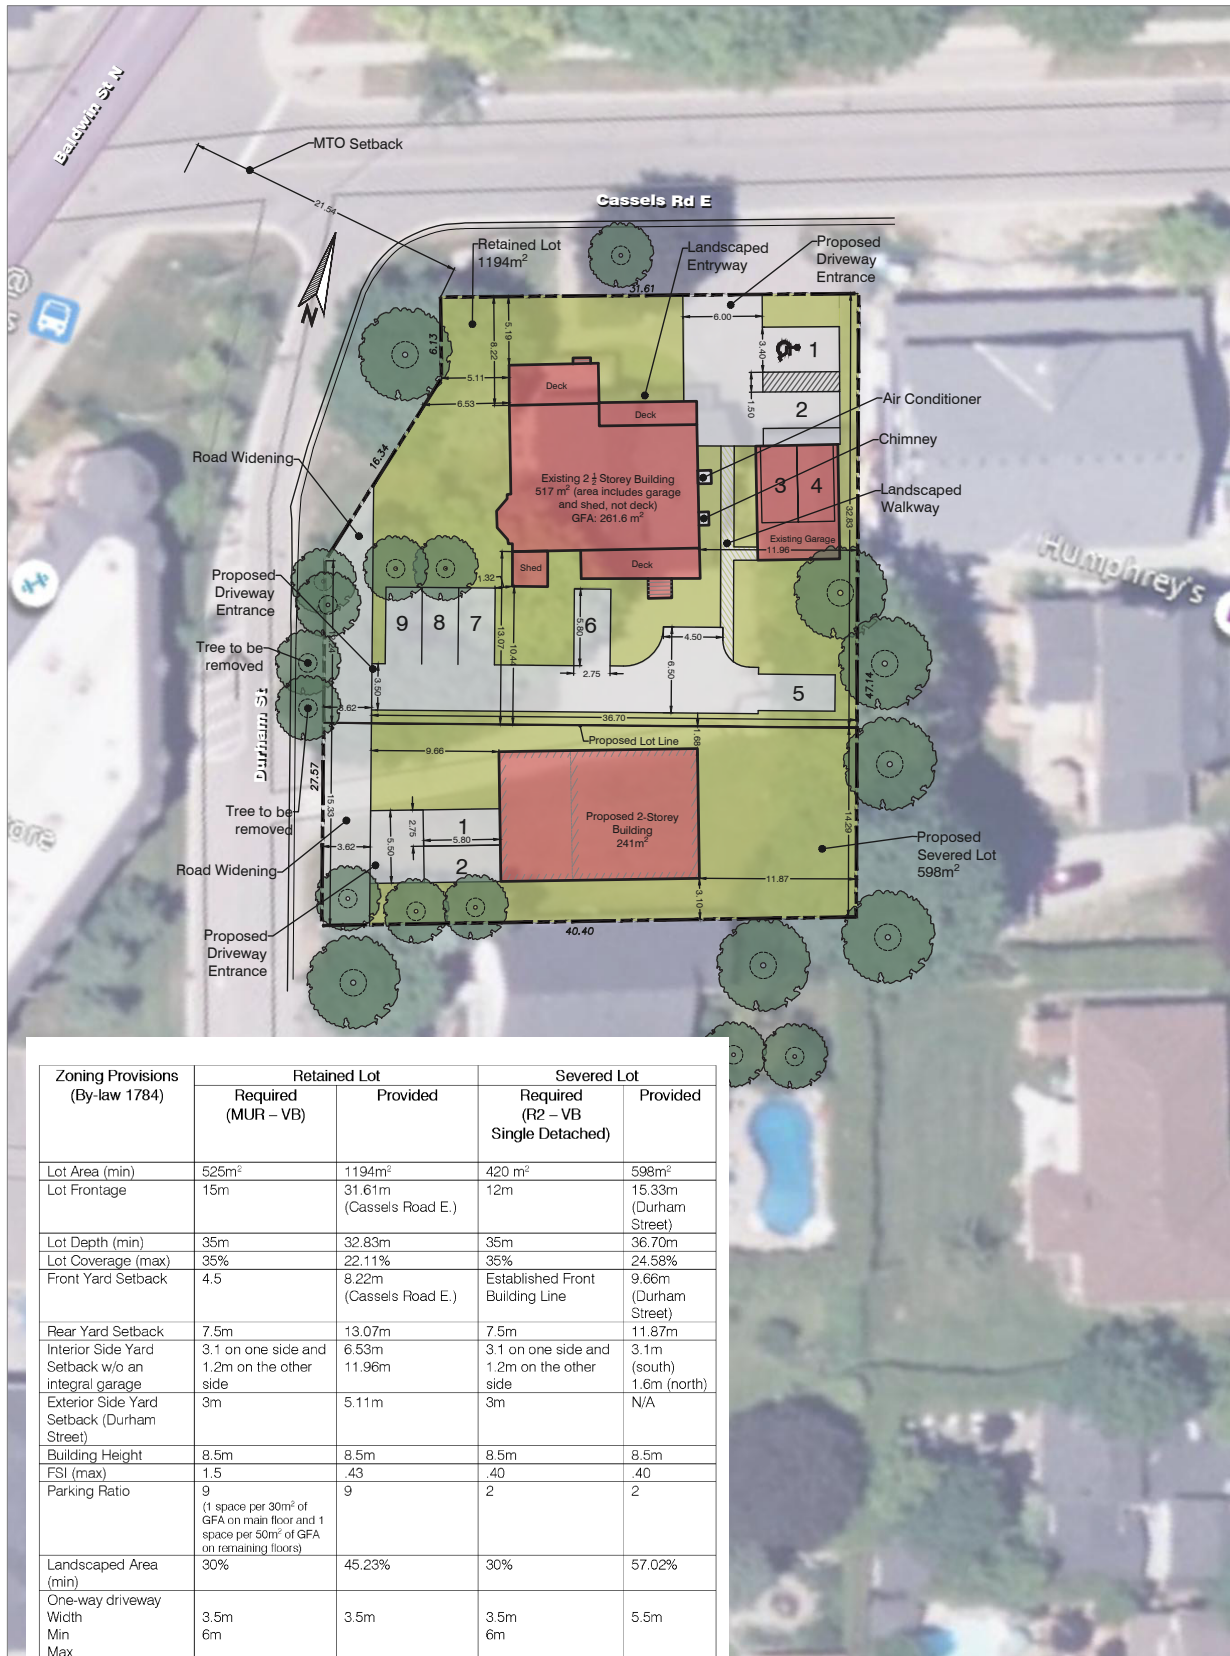 Baldwin St N
MTO Setback
21.54
Cassels Rd E
Retained Lot
1194m²
Landscaped
Entryway
Proposed
Driveway
Entrance
N
31.61
6.13
5.19
8.22
6.00
3.40
1
5.11
6.53
Deck
Deck
1.50
2
Air Conditioner
Chimney
16.34
Road Widening
Existing 2 ½ Storey Building
517 m² (area includes garage
and shed, not deck)
GFA: 261.6 m²
3
4
Landscaped
Walkway
32.83
Existing Garage
11.96
Humphrey's
Shed
Deck
1.32
Proposed
Driveway
Entrance
9
8
7
13.07
10.44
5.80
6
4.50
Tree to be
removed
3.50
2.75
6.50
5
47.14
Durham St
3.62
36.70
Proposed Lot Line
1.68
9.66
27.57
15.33
Tree to be
removed
2.75
5.50
1
5.80
Proposed 2-Storey
Building
241m²
14.29
Proposed
Severed Lot
598m²
3.62
Road Widening
2
11.87
3.10
Proposed
Driveway
Entrance
40.40
Zoning Provisions
(By-law 1784)
Retained Lot
Severed Lot
Required
(MUR – VB)
Provided
Required
(R2 – VB
Single Detached)
Provided
Lot Area (min) 525m² 1194m² 420 m² 598m²
Lot Frontage 15m 31.61m 12m 15.33m
(Cassels Road E.) (Durham
Street)
Lot Depth (min) 35m 32.83m 35m 36.70m
Lot Coverage (max) 35% 22.11% 35% 24.58%
Front Yard Setback 4.5 8.22m Established Front 9.66m
(Cassels Road E.) Building Line (Durham
Street)
Rear Yard Setback 7.5m 13.07m 7.5m 11.87m
Interior Side Yard 3.1 on one side and 6.53m 3.1 on one side and 3.1m
Setback w/o an 1.2m on the other 11.96m 1.2m on the other (south)
integral garage side side 1.6m (north)
Exterior Side Yard 3m 5.11m 3m N/A
Setback (Durham
Street)
Building Height 8.5m 8.5m 8.5m 8.5m
FSI (max) 1.5 .43 .40 .40
Parking Ratio 9 9 2 2
(1 space per 30m² of
GFA on main floor and 1
space per 50m² of GFA
on remaining floors)
Landscaped Area 30% 45.23% 30% 57.02%
(min)
One-way driveway
Width 3.5m 3.5m 3.5m 5.5m
Min 6m 6m
Max